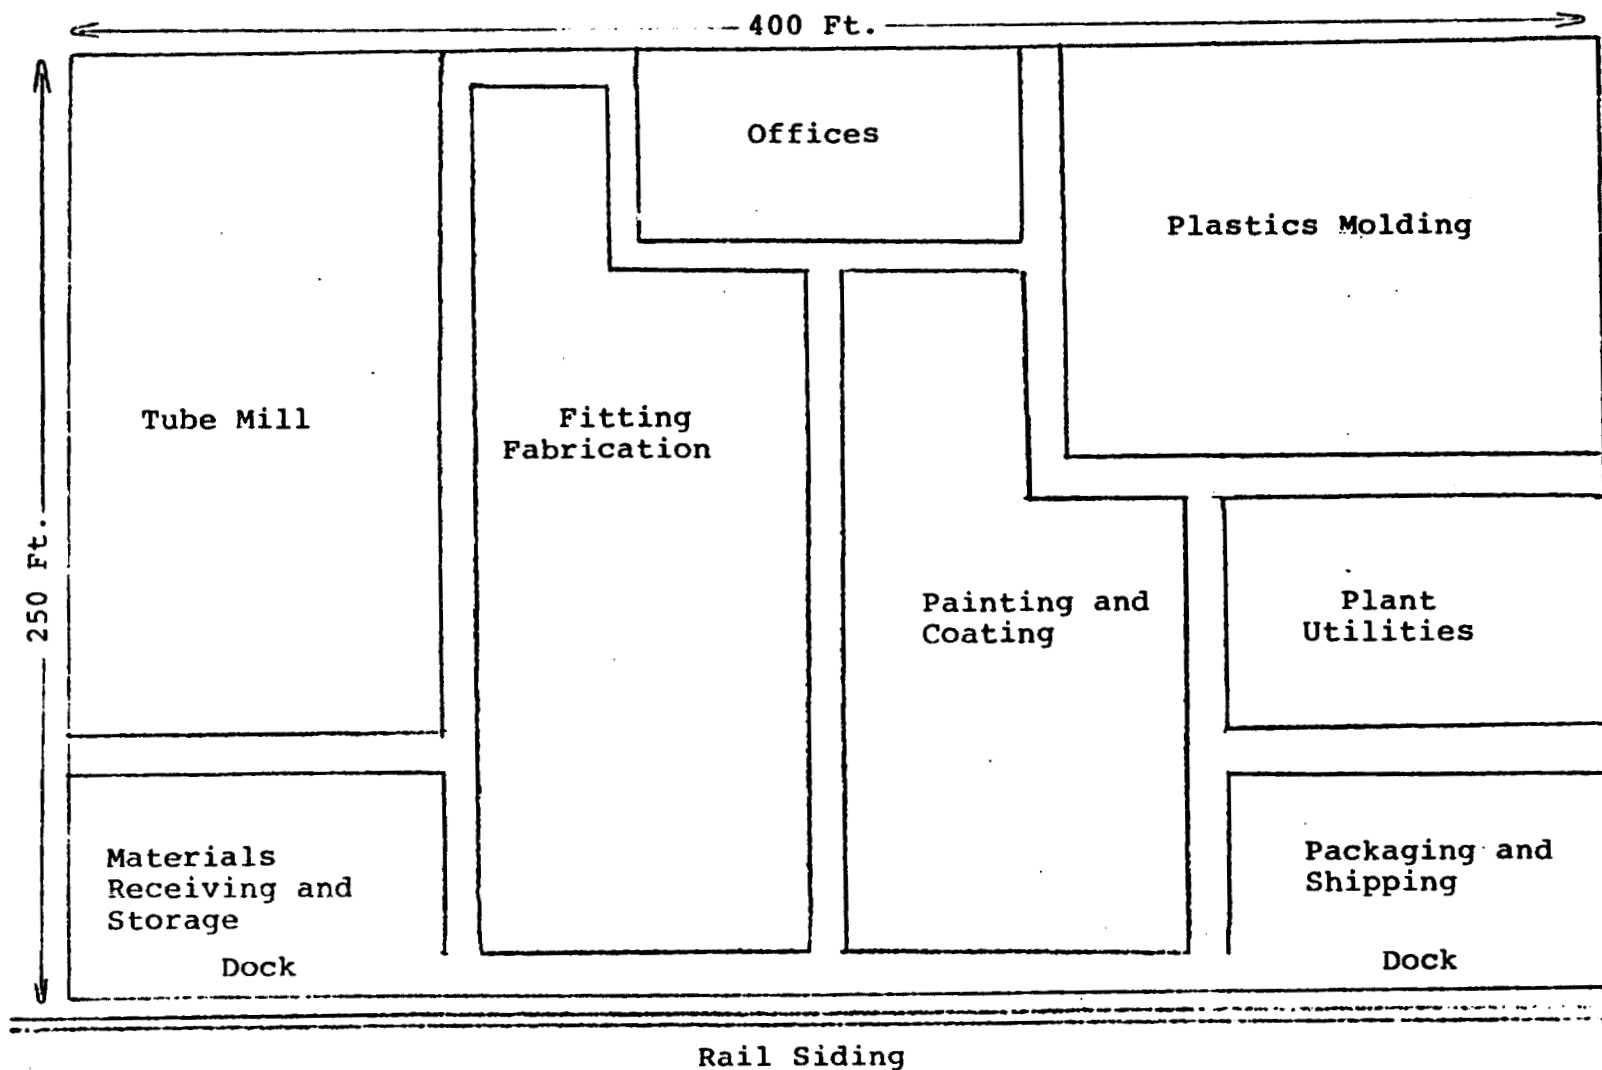 400 Ft.
Offices
Plastics Molding
Tube Mill
Fitting
Fabrication
250 Ft.
Painting and
Coating
Plant
Utilities
Materials
Receiving and
Storage
Dock
Packaging and
Shipping
Dock
Rail Siding